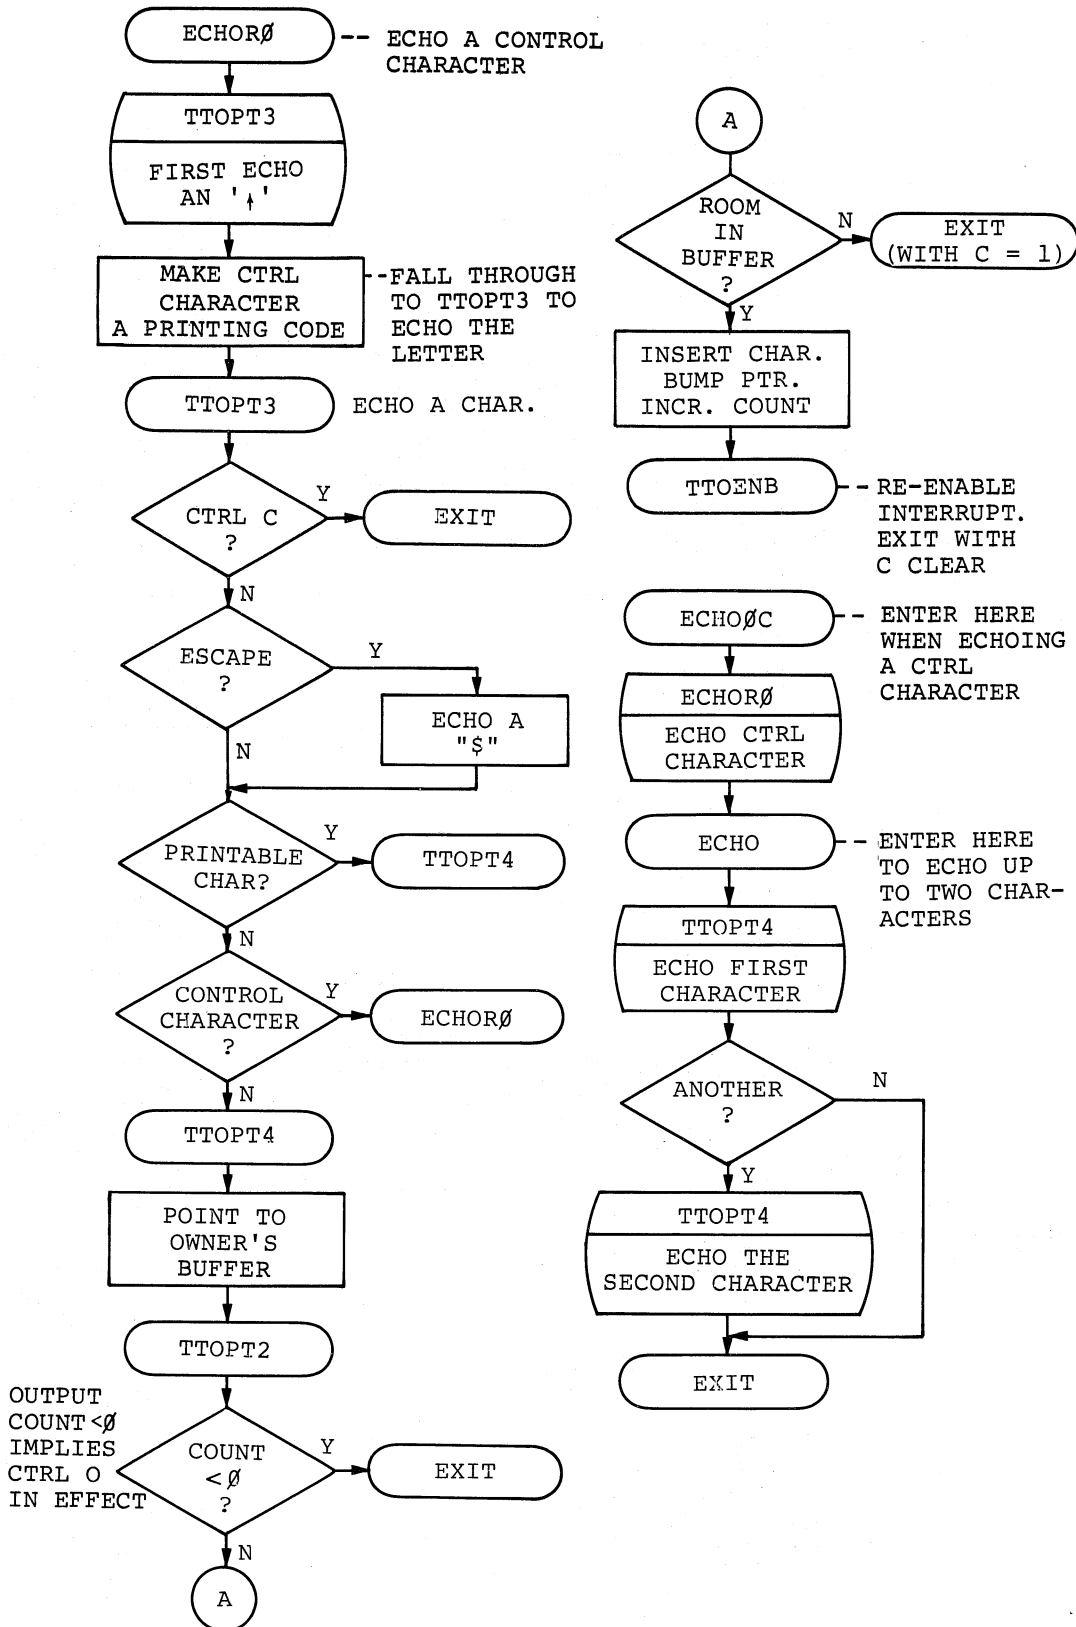 ECHORØ
-- ECHO A CONTROL
CHARACTER
TTOPT3
FIRST ECHO
AN '↑'
MAKE CTRL
CHARACTER
A PRINTING CODE
--FALL THROUGH
TO TTOPT3 TO
ECHO THE
LETTER
TTOPT3
ECHO A CHAR.
CTRL C
?
Y
EXIT
N
ESCAPE
?
Y
ECHO A
"$"
N
PRINTABLE
CHAR?
Y
TTOPT4
N
CONTROL
CHARACTER
?
Y
ECHORØ
N
TTOPT4
POINT TO
OWNER'S
BUFFER
TTOPT2
OUTPUT
COUNT<Ø
IMPLIES
CTRL O
IN EFFECT
COUNT
<Ø
?
Y
EXIT
N
A
A
ROOM
IN
BUFFER
?
N
EXIT
(WITH C = 1)
Y
INSERT CHAR.
BUMP PTR.
INCR. COUNT
TTOENB
-- RE-ENABLE
INTERRUPT.
EXIT WITH
C CLEAR
ECHOØC
-- ENTER HERE
WHEN ECHOING
A CTRL
CHARACTER
ECHORØ
ECHO CTRL
CHARACTER
ECHO
-- ENTER HERE
TO ECHO UP
TO TWO CHAR-
ACTERS
TTOPT4
ECHO FIRST
CHARACTER
ANOTHER
?
N
Y
TTOPT4
ECHO THE
SECOND CHARACTER
EXIT